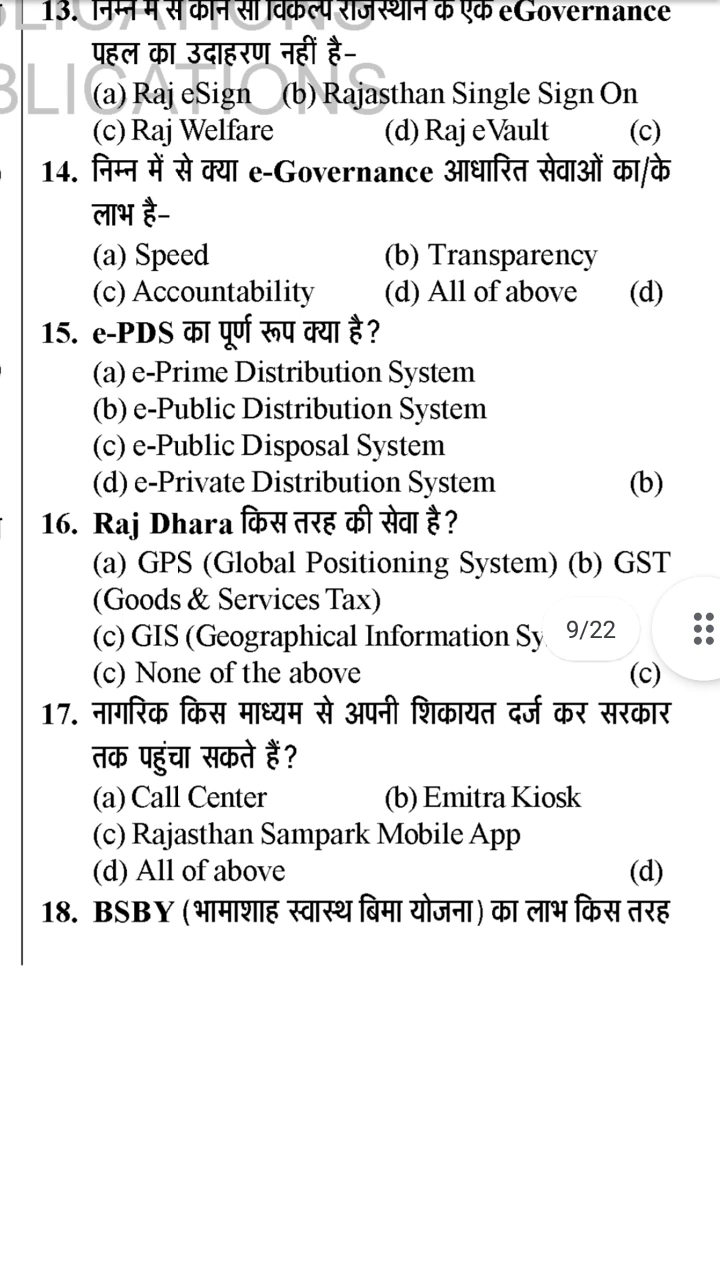 13. निम्न में से कौन सा विकल्प राजस्थान के एक eGovernance
पहल का उदाहरण नहीं है-
(a) Raj eSign (b) Rajasthan Single Sign On
(c) Raj Welfare (d) Raj eVault (c)
14. निम्न में से क्या e-Governance आधारित सेवाओं का/के
लाभ है-
(a) Speed (b) Transparency
(c) Accountability (d) All of above (d)
15. e-PDS का पूर्ण रूप क्या है?
(a) e-Prime Distribution System
(b) e-Public Distribution System
(c) e-Public Disposal System
(d) e-Private Distribution System (b)
16. Raj Dhara किस तरह की सेवा है?
(a) GPS (Global Positioning System) (b) GST
(Goods & Services Tax)
(c) GIS (Geographical Information Sy 9/22
(c) None of the above (c)
17. नागरिक किस माध्यम से अपनी शिकायत दर्ज कर सरकार
तक पहुंचा सकते हैं?
(a) Call Center (b) Emitra Kiosk
(c) Rajasthan Sampark Mobile App
(d) All of above (d)
18. BSBY (भामाशाह स्वास्थ बिमा योजना) का लाभ किस तरह